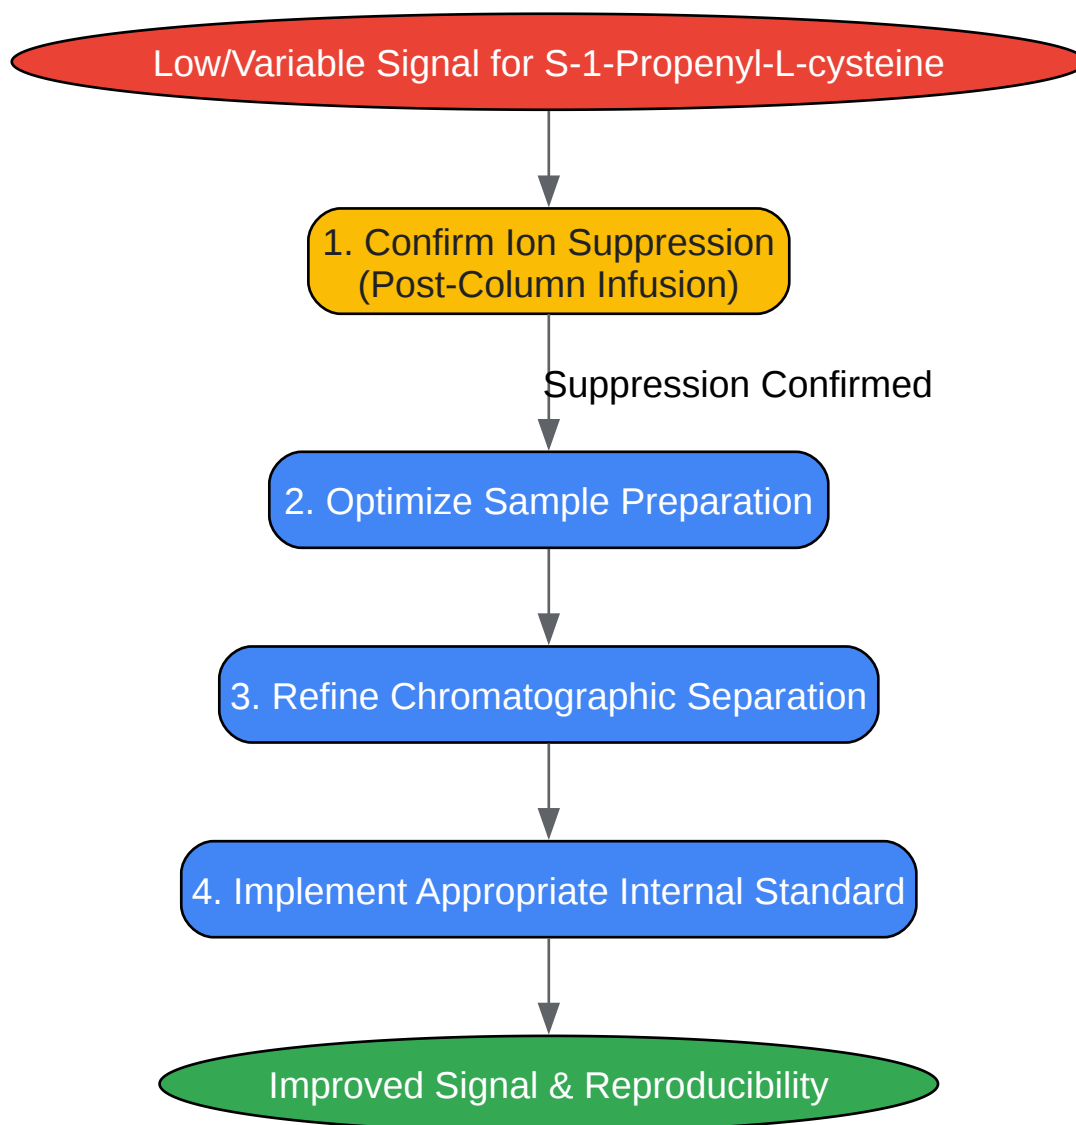 Low/Variable Signal for S-1-Propenyl-L-cysteine
1. Confirm Ion Suppression
(Post-Column Infusion)
Suppression Confirmed
2. Optimize Sample Preparation
3. Refine Chromatographic Separation
4. Implement Appropriate Internal Standard
Improved Signal & Reproducibility